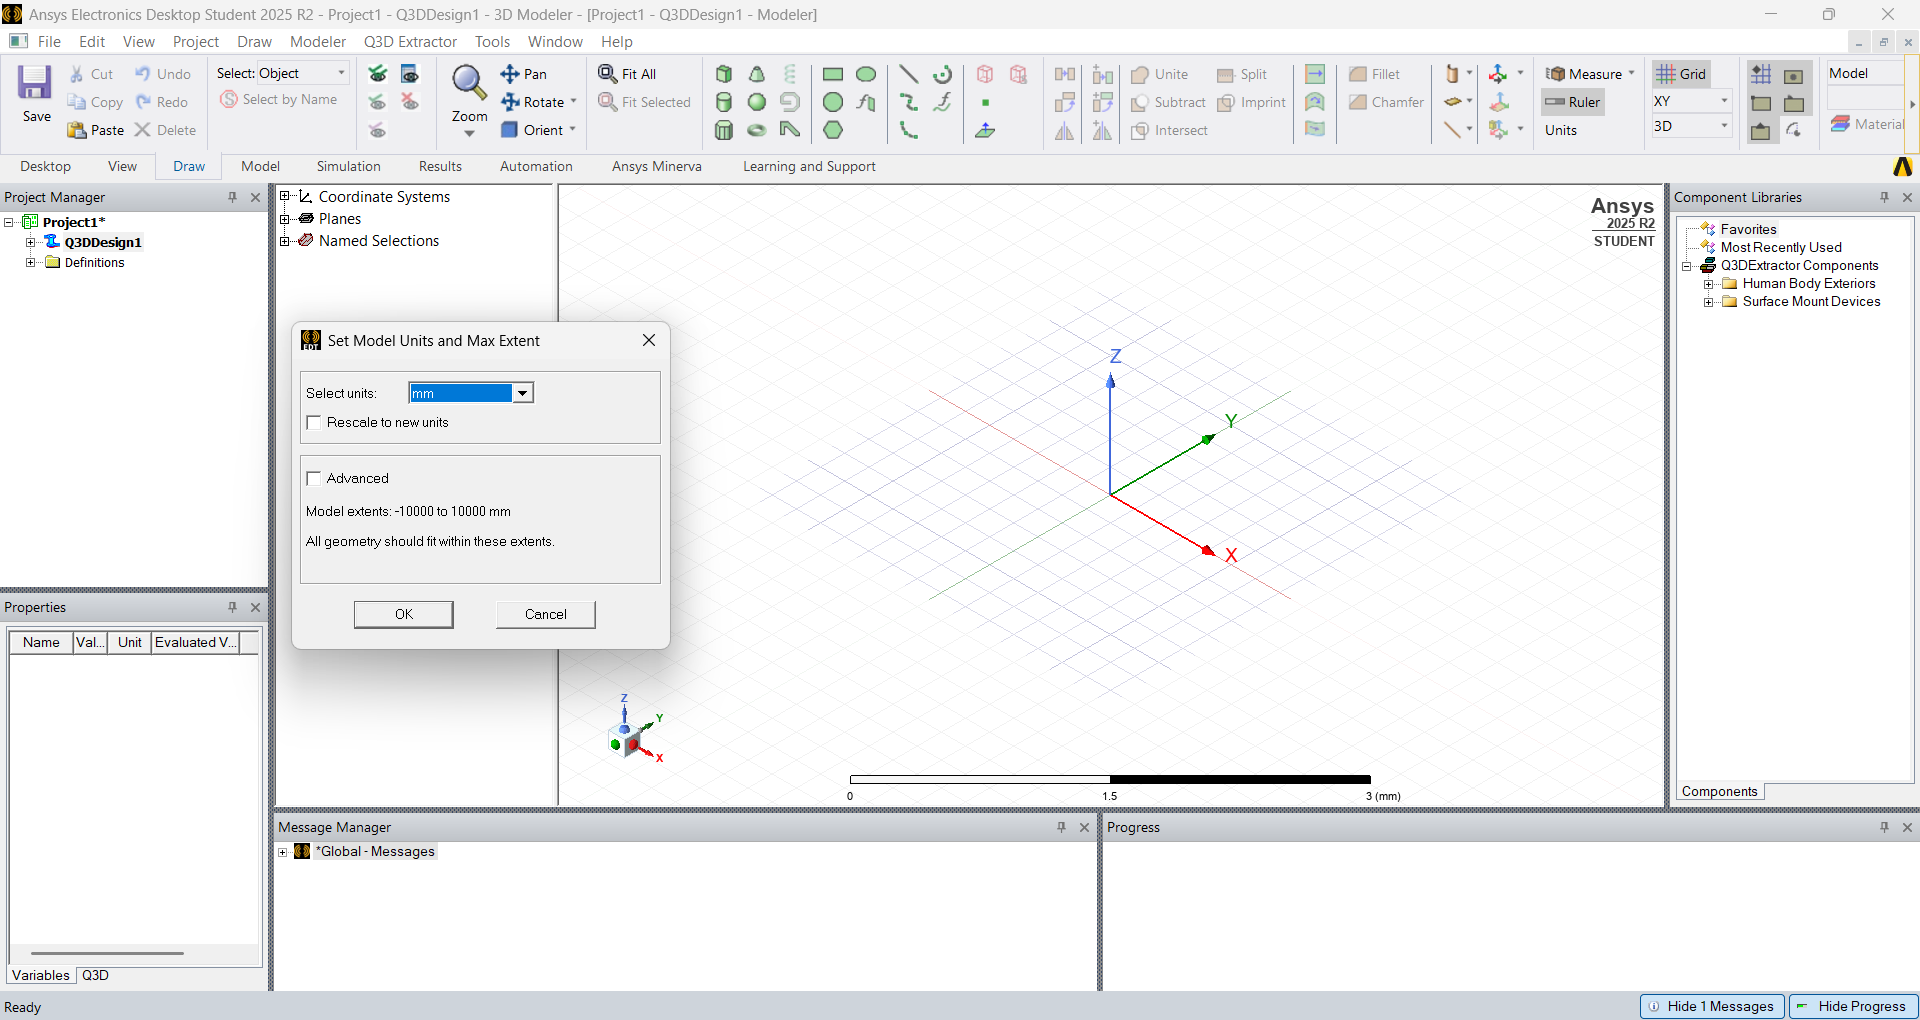 Ansys Electronics Desktop Student 2025 R2 - Project1 - Q3DDesign1 - 3D Modeler - [Project1 - Q3DDesign1 - Modeler]
File Edit View Project Draw Modeler Q3D Extractor Tools Window Help
Save
Cut
Copy
Paste
Undo
Redo
Delete
Select: Object
Select by Name
Zoom
Pan
Rotate
Orient
Fit All
Fit Selected
Unite
Subtract
Intersect
Split
Imprint
Fillet
Chamfer
Measure
Ruler
Units
Grid
XY
3D
Model
Material
Desktop View Draw Model Simulation Results Automation Ansys Minerva Learning and Support
Project Manager
Project1*
Q3DDesign1
Definitions
Coordinate Systems
Planes
Named Selections
Ansys
2025 R2
STUDENT
Z
Y
X
Z
Y
X
0 1.5 3 (mm)
EDT
Set Model Units and Max Extent
Select units: mm
Rescale to new units
Advanced
Model extents: -10000 to 10000 mm
All geometry should fit within these extents.
OK Cancel
Component Libraries
Favorites
Most Recently Used
Q3DExtractor Components
Human Body Exteriors
Surface Mount Devices
Components
Properties
Name Val... Unit Evaluated V...
Variables Q3D
Message Manager
*Global - Messages
Progress
Ready
Hide 1 Messages Hide Progress